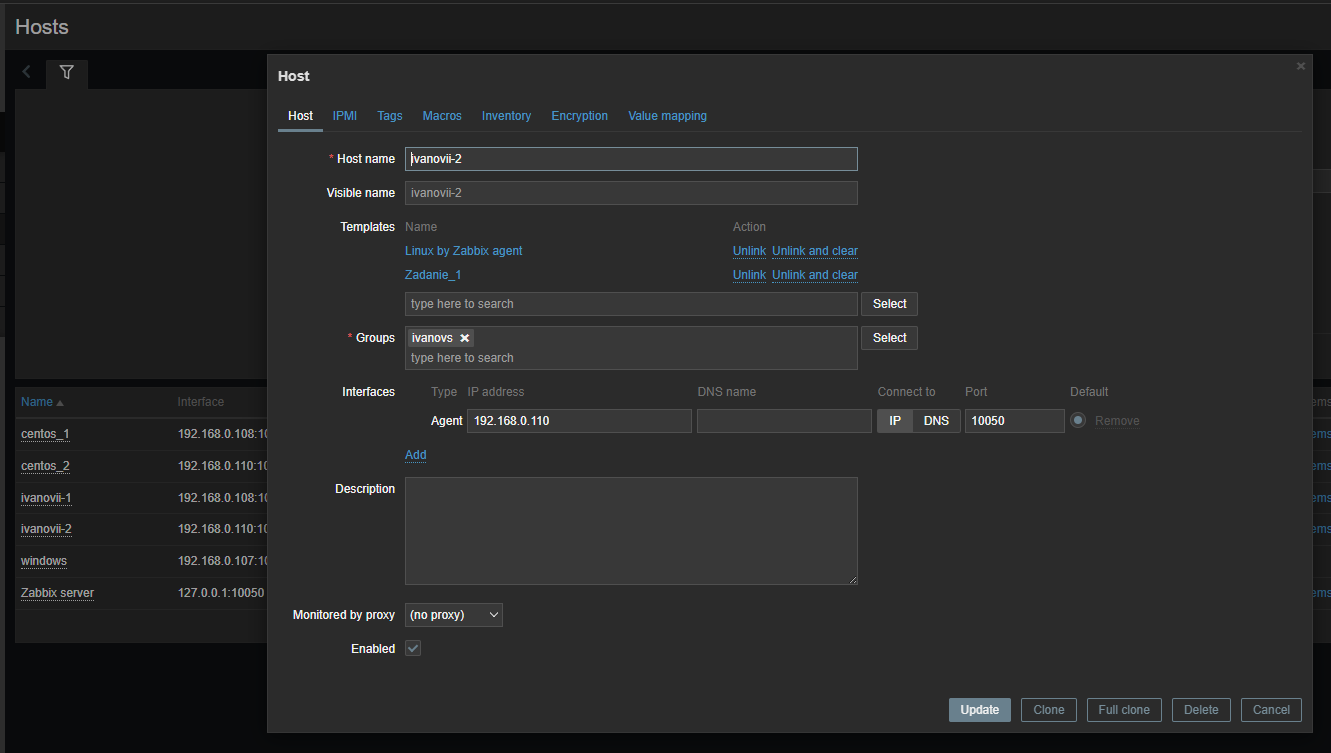 Hosts
Host
Host IPMI Tags Macros Inventory Encryption Value mapping
* Host name ivanovii-2
Visible name ivanovii-2
Templates Name Action
Linux by Zabbix agent Unlink Unlink and clear
Zadanie_1 Unlink Unlink and clear
type here to search Select
* Groups ivanovs Select
type here to search
Interfaces Type IP address DNS name Connect to Port Default
Agent 192.168.0.110 IP DNS 10050 Remove
Add
Description
Monitored by proxy (no proxy)
Enabled
Update Clone Full clone Delete Cancel
Name Interface
centos_1 192.168.0.108:10
centos_2 192.168.0.110:10
ivanovii-1 192.168.0.108:10
ivanovii-2 192.168.0.110:10
windows 192.168.0.107:10
Zabbix server 127.0.0.1:10050